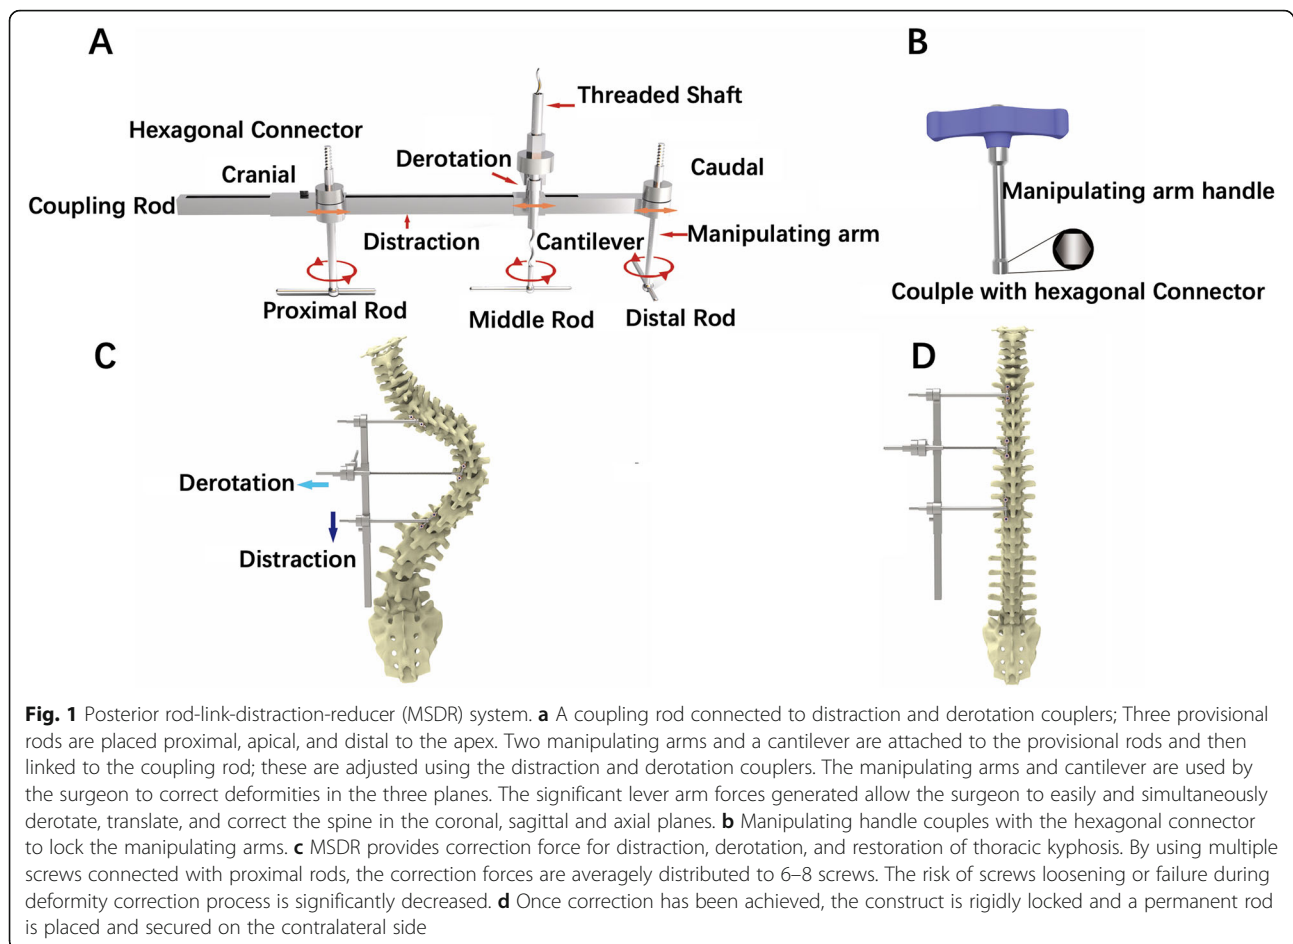 A
B
Threaded Shaft
Hexagonal Connector
Derotation
Cranial
Caudal
Manipulating arm handle
Coupling Rod
Distraction
Cantilever
Manipulating arm
Coulple with hexagonal Connector
Proximal Rod
Middle Rod
Distal Rod
C
D
Derotation
Distraction
Fig. 1 Posterior rod-link-distraction-reducer (MSDR) system. a A coupling rod connected to distraction and derotation couplers; Three provisional
rods are placed proximal, apical, and distal to the apex. Two manipulating arms and a cantilever are attached to the provisional rods and then
linked to the coupling rod; these are adjusted using the distraction and derotation couplers. The manipulating arms and cantilever are used by
the surgeon to correct deformities in the three planes. The significant lever arm forces generated allow the surgeon to easily and simultaneously
derotate, translate, and correct the spine in the coronal, sagittal and axial planes. b Manipulating handle couples with the hexagonal connector
to lock the manipulating arms. c MSDR provides correction force for distraction, derotation, and restoration of thoracic kyphosis. By using multiple
screws connected with proximal rods, the correction forces are averagely distributed to 6–8 screws. The risk of screws loosening or failure during
deformity correction process is significantly decreased. d Once correction has been achieved, the construct is rigidly locked and a permanent rod
is placed and secured on the contralateral side